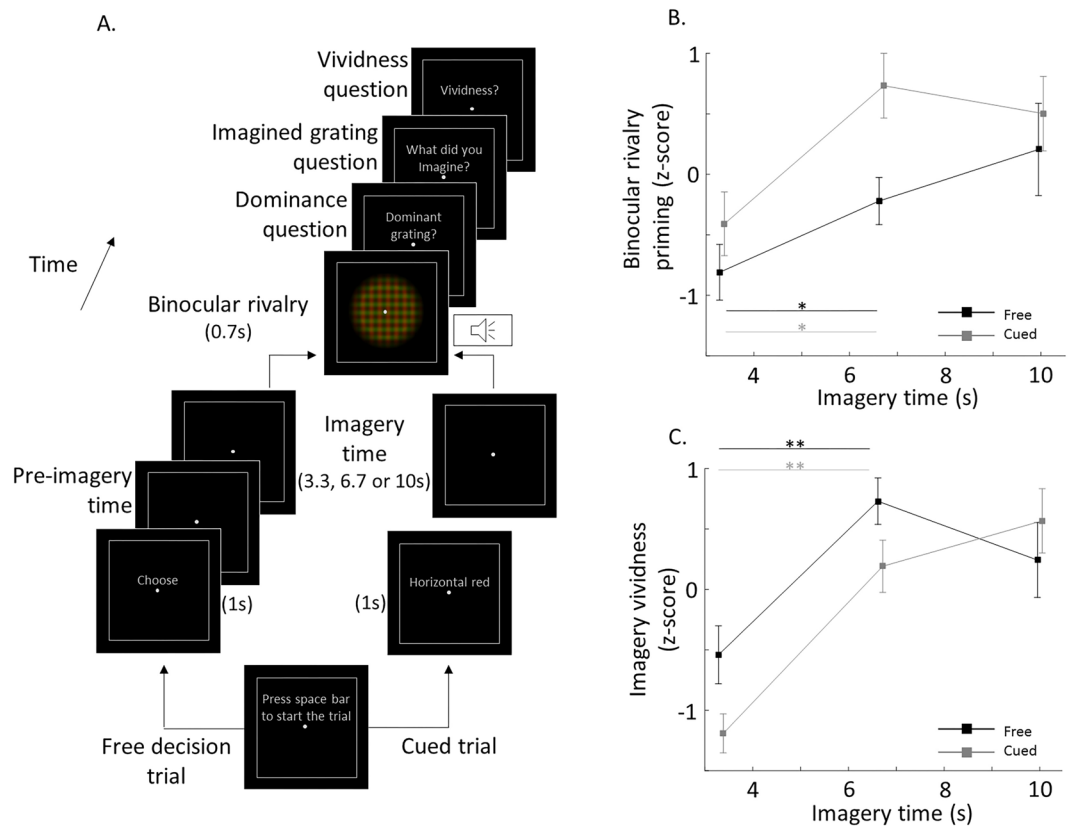 A.
Vividness
question
Vividness?
Imagined grating
question
What did you
Imagine?
Dominance
question
Dominant
grating?
Time
Binocular rivalry
(0.7s)
Imagery
time
(3.3, 6.7 or 10s)
Pre-imagery
time
Choose
(1s)
(1s)
Horizontal red
Press space bar
to start the trial
Free decision
trial
Cued trial
B.
Binocular rivalry
priming (z-score)
1
0
-1
*
*
Free
Cued
4 6 8 10
Imagery time (s)
C.
Imagery vividness
(z-score)
**
**
1
0
-1
Free
Cued
4 6 8 10
Imagery time (s)